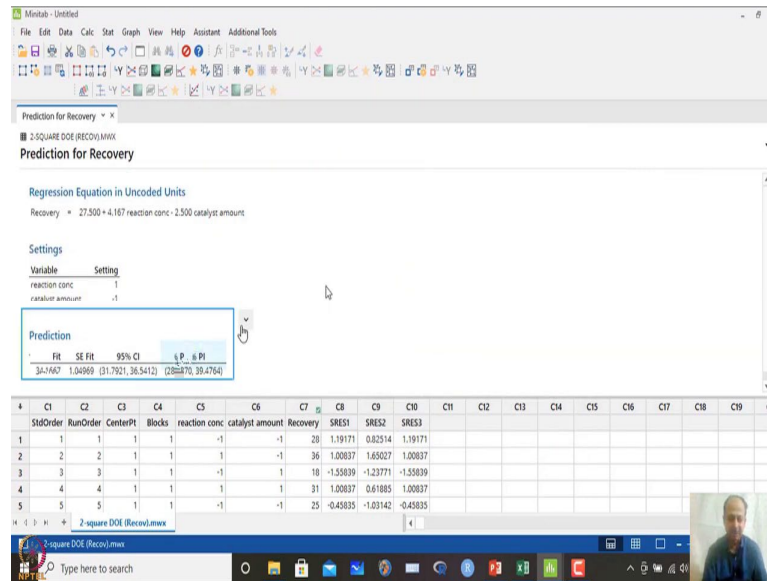 Minitab - Untitled
File Edit Data Calc Stat Graph View Help Assistant Additional Tools
Prediction for Recovery
2-SQUARE DOE (RECOV).MWX
Prediction for Recovery
Regression Equation in Uncoded Units
Recovery = 27.500 + 4.167 reaction conc - 2.500 catalyst amount
Settings
Variable Setting
reaction conc 1
catalyst amount -1
Prediction
Fit SE Fit 95% CI PI
1.04969 (31.7921, 36.5412) 39.4764)
C1 C2 C3 C4 C5 C6 C7 C8 C9 C10 C11 C12 C13 C14 C15 C16 C17 C18 C19
StdOrder RunOrder CenterPt Blocks reaction conc catalyst amount Recovery SRES1 SRES2 SRES3
1 1 1 1 1 -1 -1 28 1.19171 0.82514 1.19171
2 2 2 1 1 1 -1 36 1.00837 1.65027 1.00837
3 3 3 1 1 -1 1 18 -1.55839 -1.23771 -1.55839
4 4 4 1 1 1 1 31 1.00837 0.61885 1.00837
5 5 5 1 1 -1 -1 25 -0.45835 -1.03142 -0.45835
2-square DOE (Recov).mwx
2-square DOE (Recov).mwx
Type here to search
NPTEL